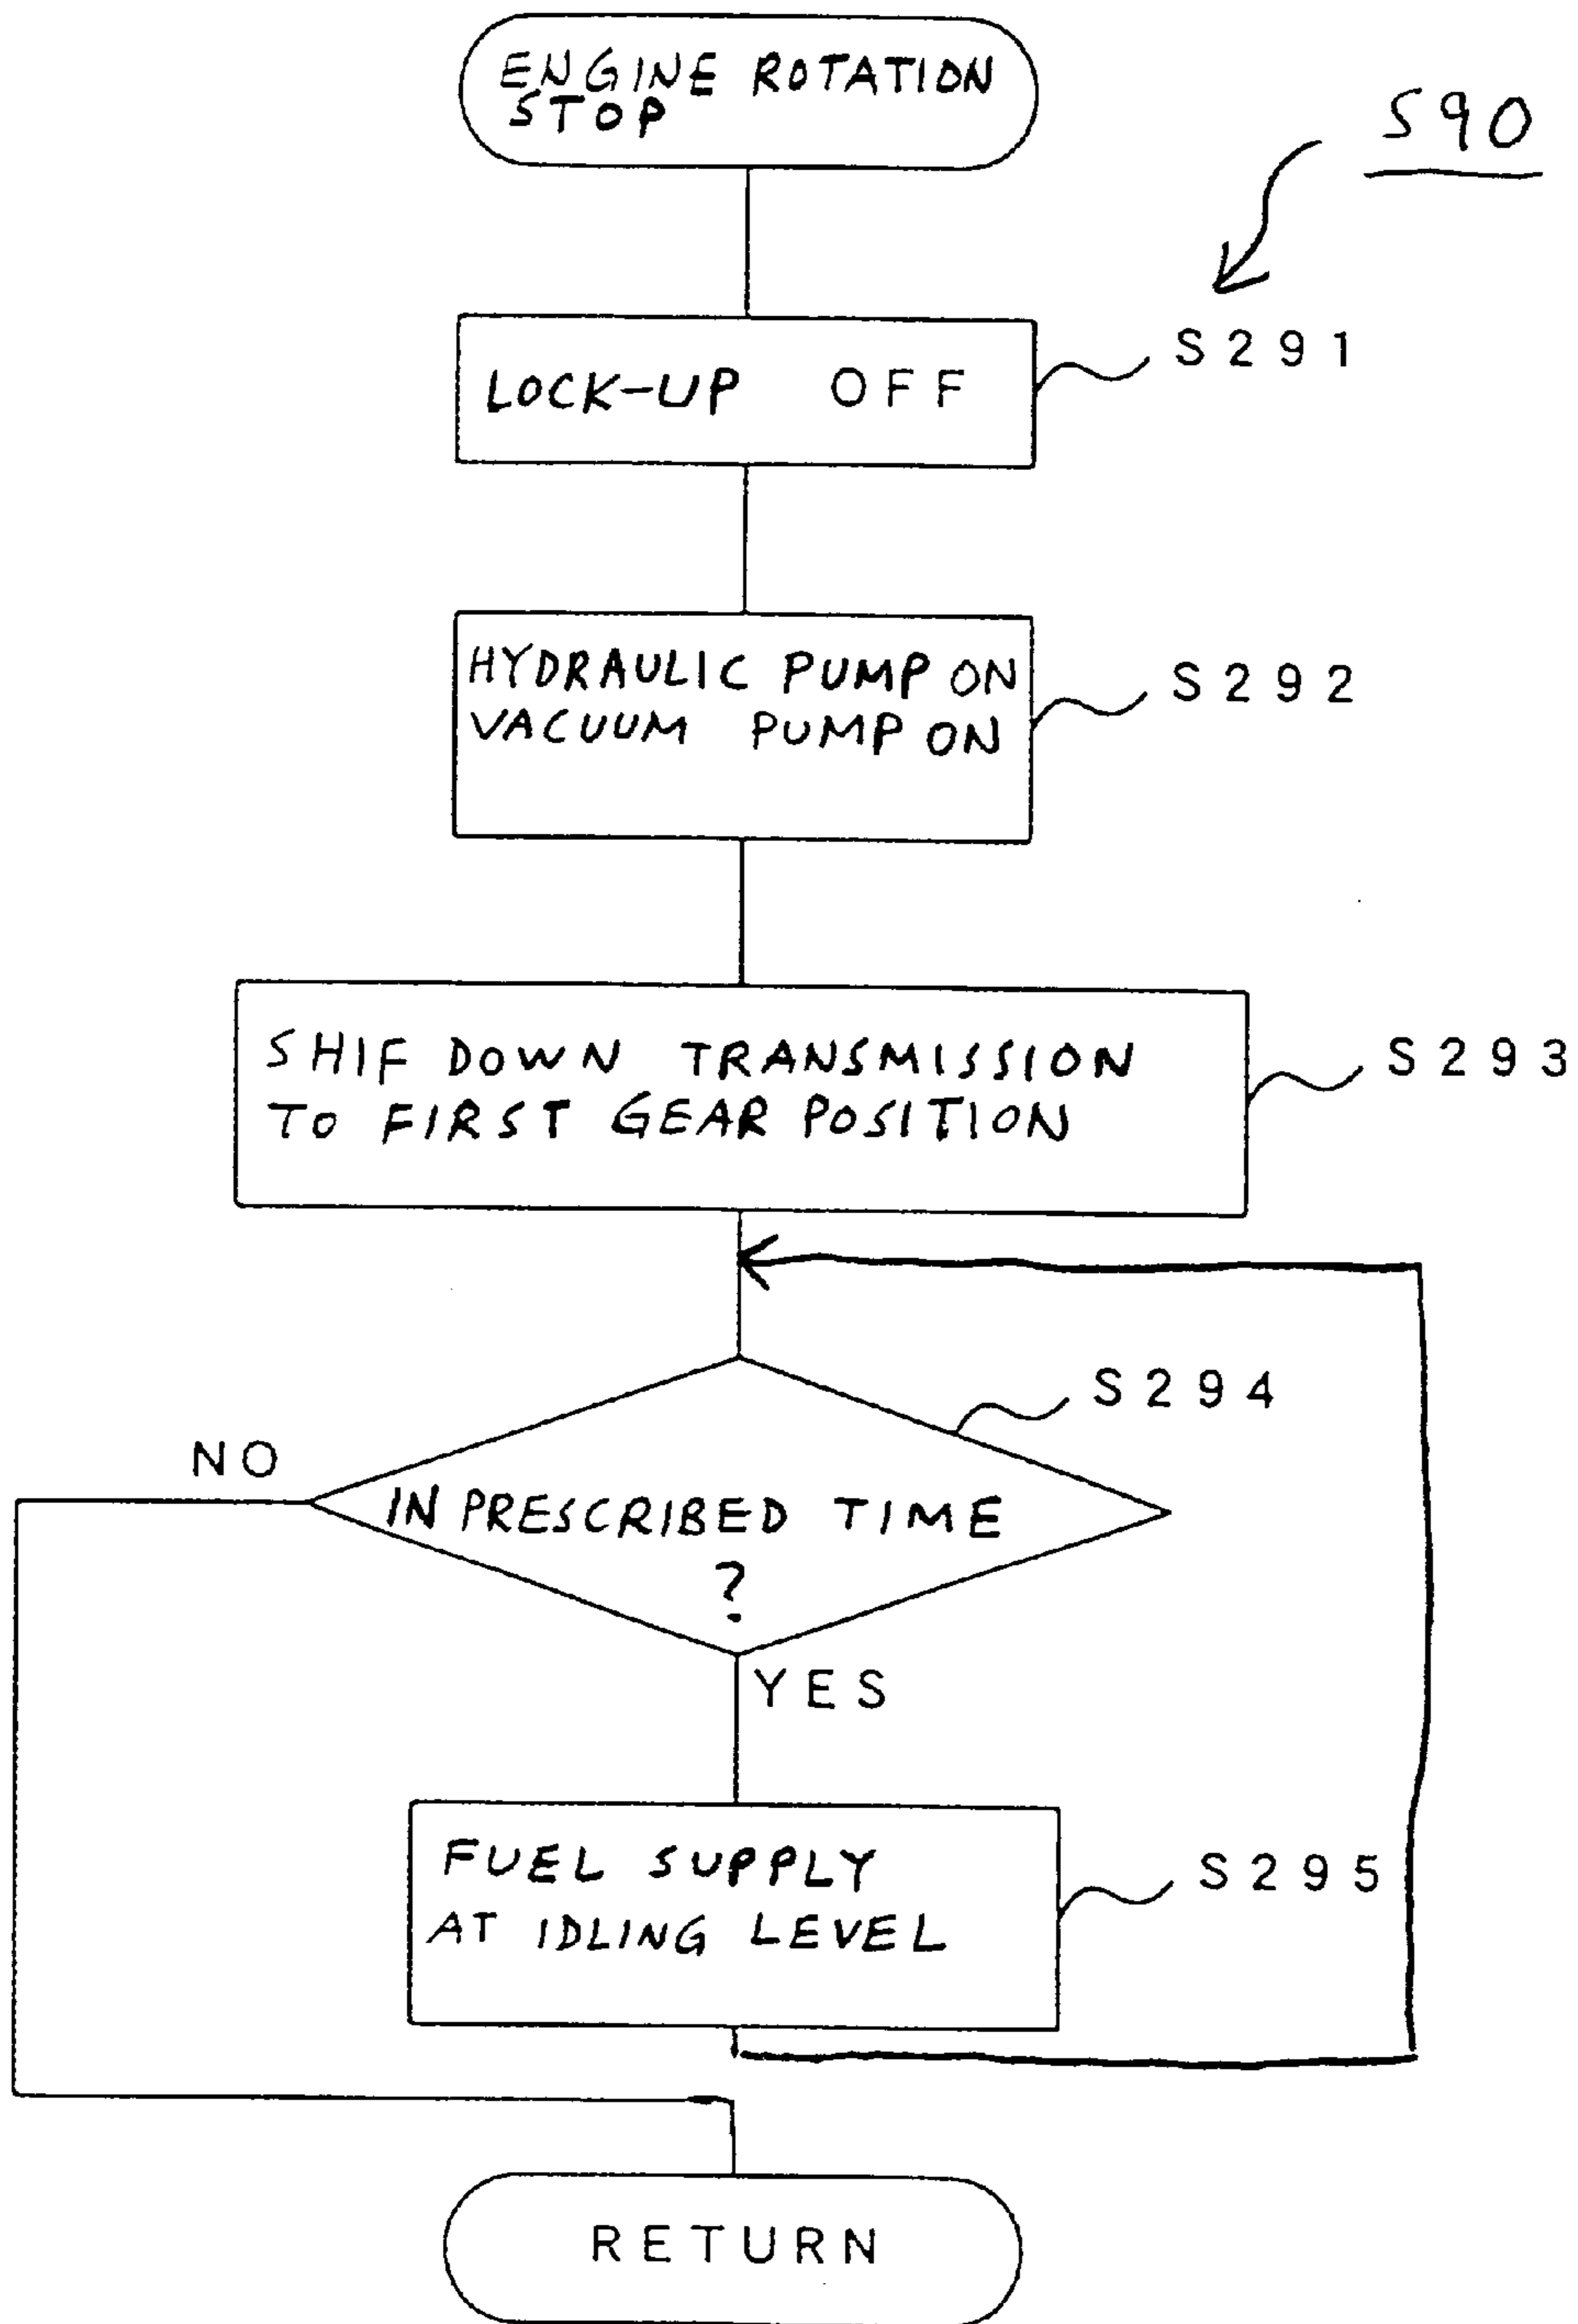 ENGINE ROTATION
STOP
S90
LOCK-UP OFF
S291
HYDRAULIC PUMP ON
VACUUM PUMP ON
S292
SHIF DOWN TRANSMISSION
TO FIRST GEAR POSITION
S293
S294
NO
IN PRESCRIBED TIME
?
YES
FUEL SUPPLY
AT IDLING LEVEL
S295
RETURN